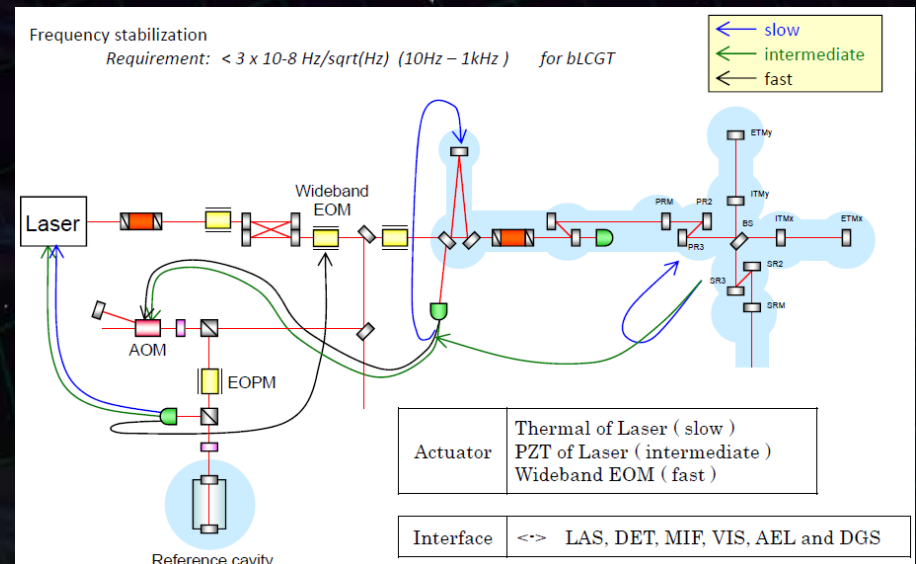 Frequency stabilization
Requirement: < 3 x 10-8 Hz/sqrt(Hz) (10Hz – 1kHz ) for bLCGT
slow
intermediate
fast
ETMy
Wideband
EOM
ITMy
PRM
PR2
BS
ITMx
ETMx
Laser
PR3
SR2
SR3
SRM
AOM
EOPM
Actuator
Thermal of Laser ( slow )
PZT of Laser ( intermediate )
Wideband EOM ( fast )
Interface
<-> LAS, DET, MIF, VIS, AEL and DGS
Reference cavity